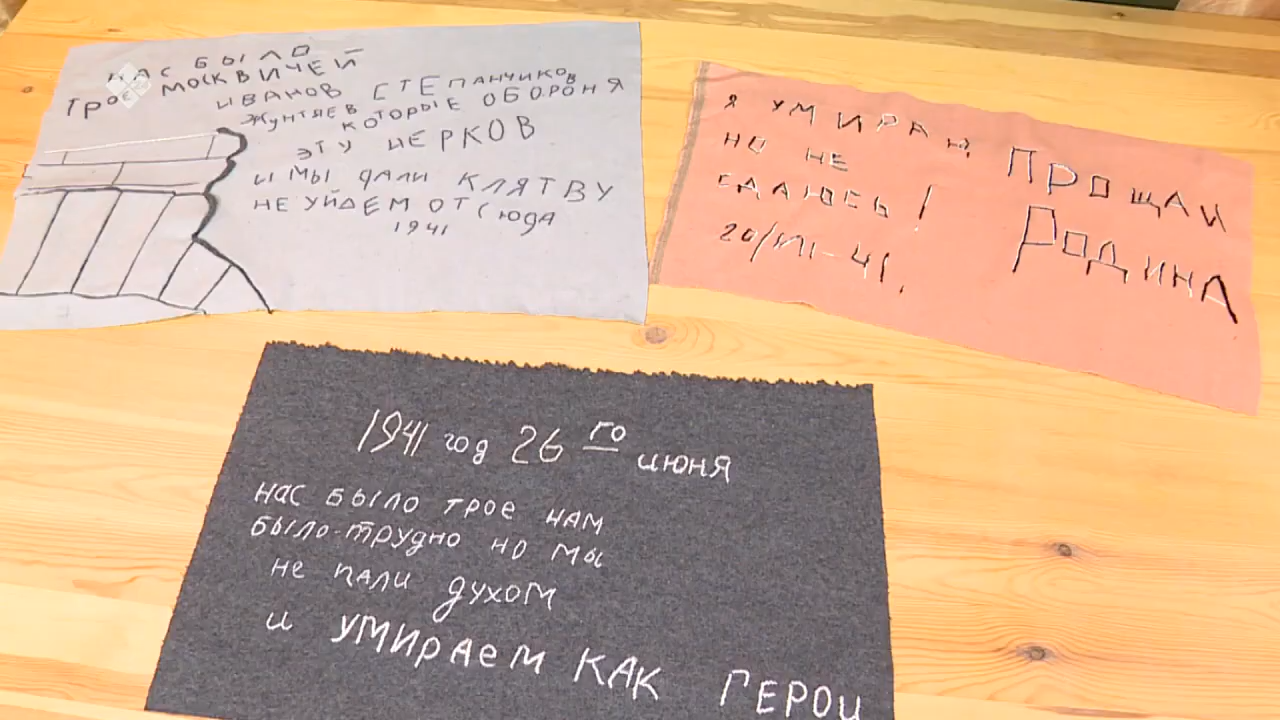 НАС БЫЛО
ТРОЕ МОСКВИЧЕЙ
ИВАНОВ СТЕПАНЧИКОВ
ЖУНТЯЕВ КОТОРЫЕ ОБОРОНЯ
ЭТУ ЦЕРКОВ
И МЫ ДАЛИ КЛЯТВУ
НЕ УЙДЕМ ОТСЮДА
1941
Я УМИРАЮ
НО НЕ
СДАЮСЬ!
20/VII-41.
ПРОЩАЙ
РОДИНА
1941 год 26 го июня
нас было трое нам
было трудно но мы
не пали духом
и умираем как герои